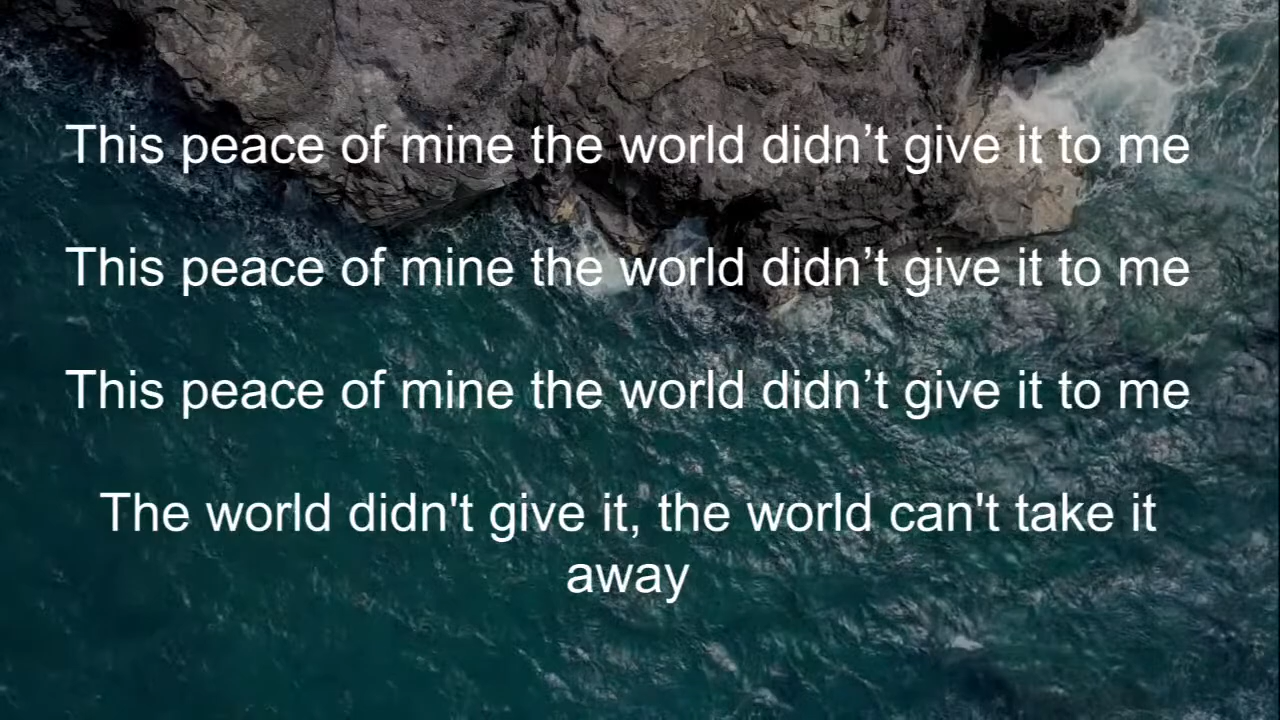 This peace of mine the world didn’t give it to me
This peace of mine the world didn’t give it to me
This peace of mine the world didn’t give it to me
The world didn't give it, the world can't take it
away